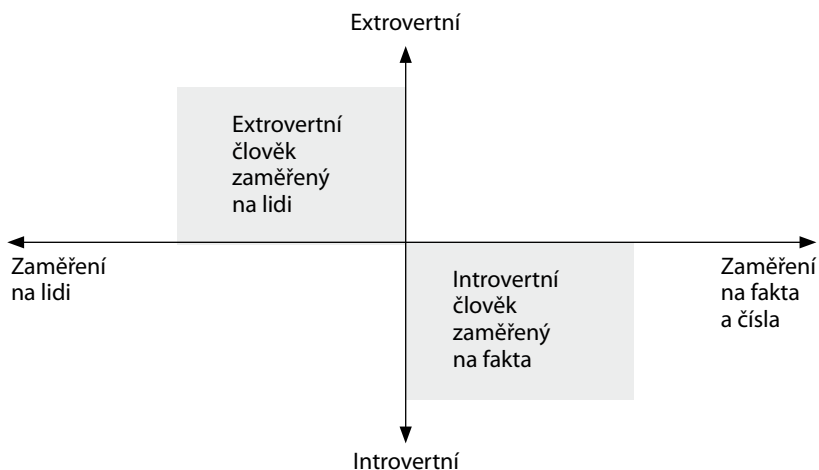 Extrovertní
Extrovertní
člověk
zaměřený
na lidi
Zaměření
na lidi
Introvertní
člověk
zaměřený
na fakta
Zaměření
na fakta
a čísla
Introvertní